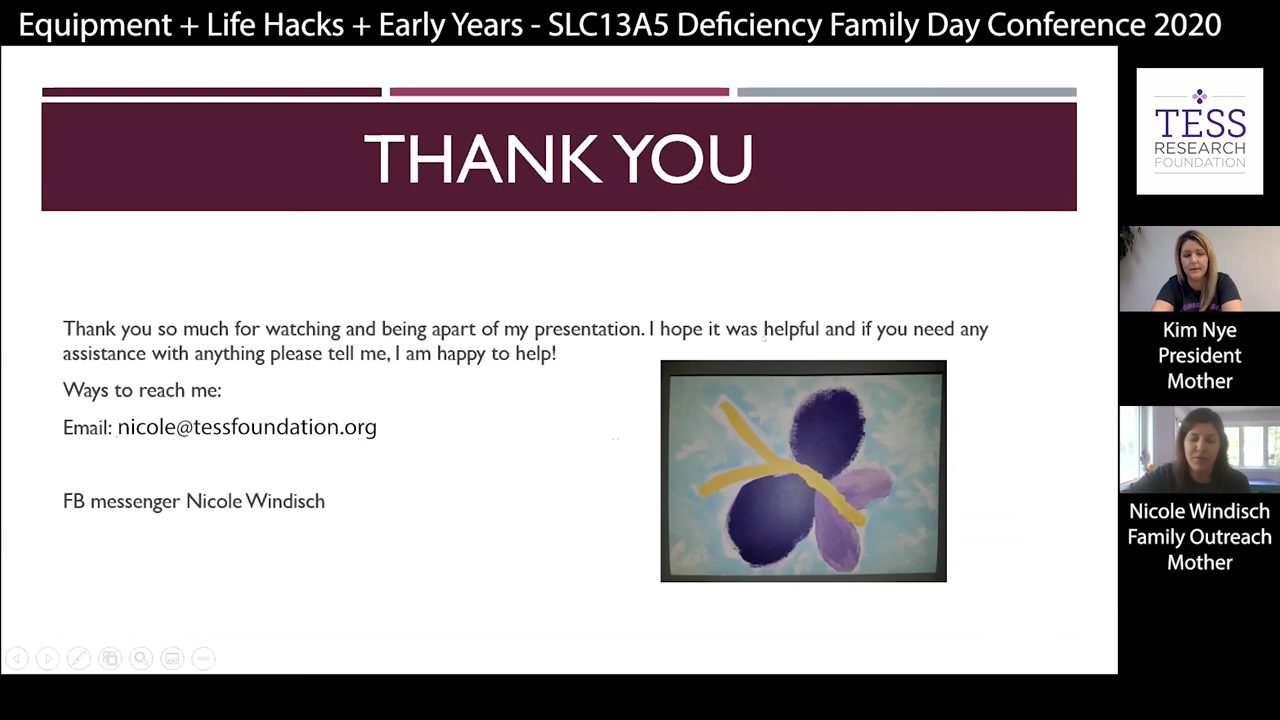 Equipment + Life Hacks + Early Years - SLC13A5 Deficiency Family Day Conference 2020
THANK YOU
Thank you so much for watching and being apart of my presentation. I hope it was helpful and if you need any
assistance with anything please tell me, I am happy to help!
Ways to reach me:
Email: nicole@tessfoundation.org
FB messenger Nicole Windisch
TESS
RESEARCH
FOUNDATION
Kim Nye
President
Mother
Nicole Windisch
Family Outreach
Mother